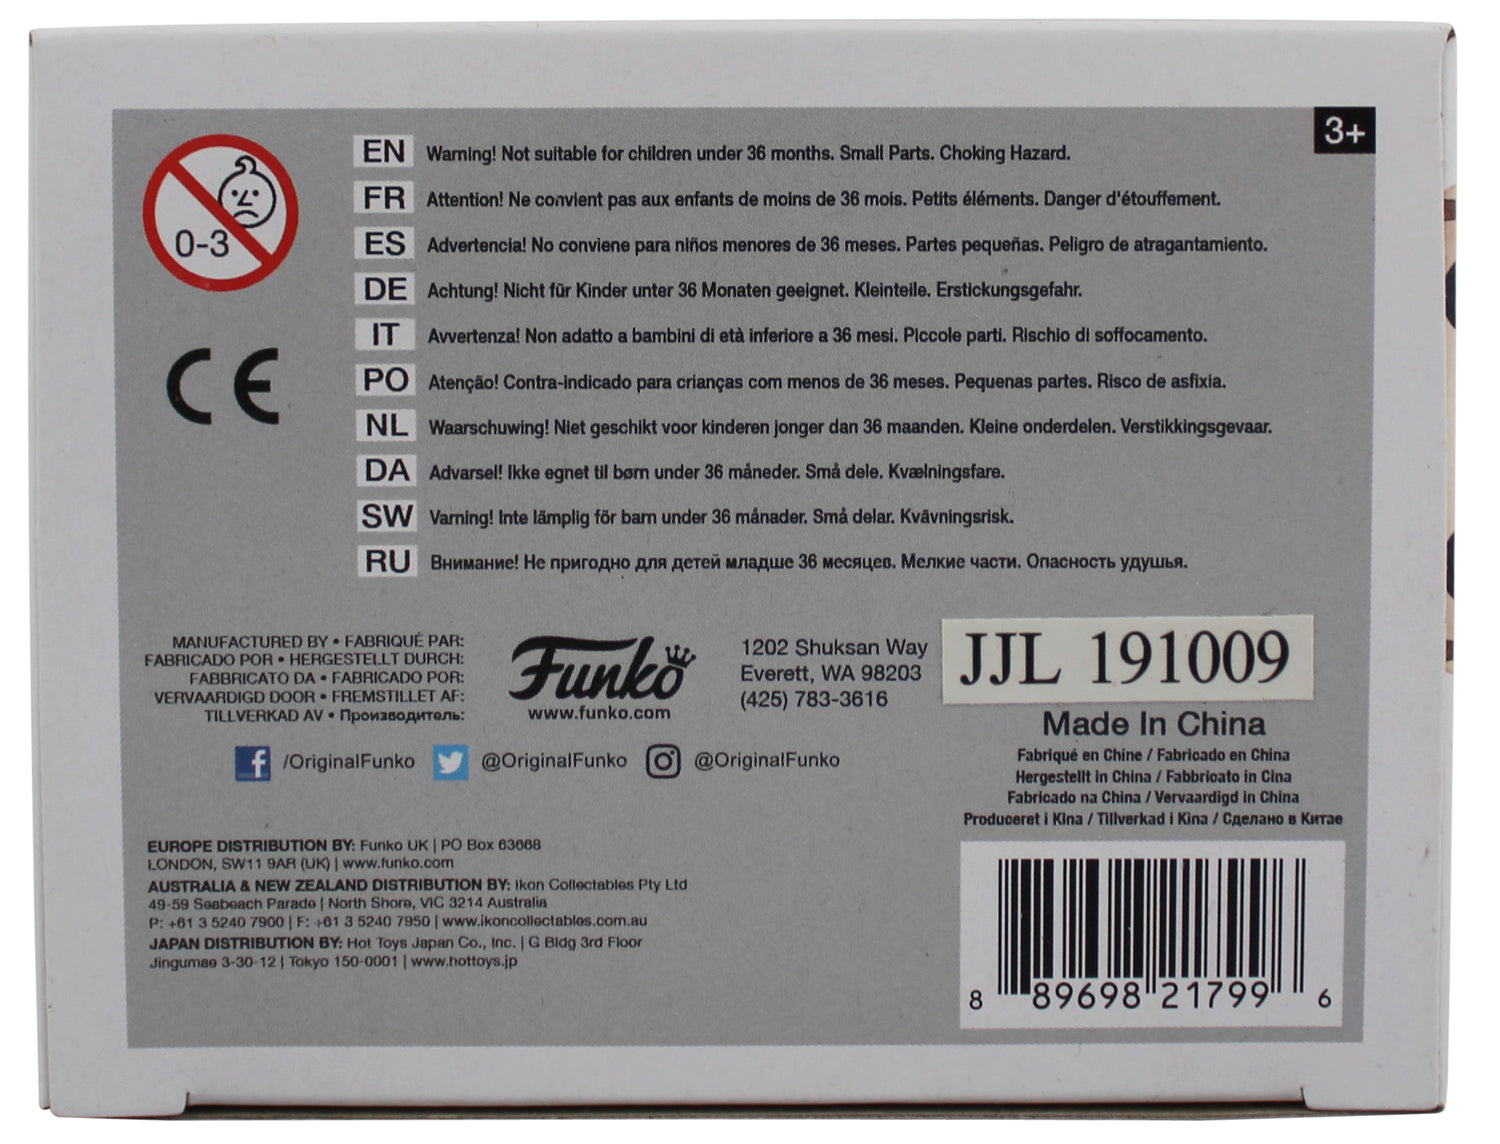 3+
0-3
EN Warning! Not suitable for children under 36 months. Small Parts. Choking Hazard.
FR Attention! Ne convient pas aux enfants de moins de 36 mois. Petits éléments. Danger d'étouffement.
ES Advertencia! No conviene para niños menores de 36 meses. Partes pequeñas. Peligro de atragantamiento.
DE Achtung! Nicht für Kinder unter 36 Monaten geeignet. Kleinteile. Erstickungsgefahr.
IT Avvertenza! Non adatto a bambini di età inferiore a 36 mesi. Piccole parti. Rischio di soffocamento.
CE
PO Atenção! Contra-indicado para crianças com menos de 36 meses. Pequenas partes. Risco de asfixia.
NL Waarschuwing! Niet geschikt voor kinderen jonger dan 36 maanden. Kleine onderdelen. Verstikkingsgevaar.
DA Advarsel! Ikke egnet til børn under 36 måneder. Små dele. Kvælningsfare.
SW Varning! Inte lämplig för barn under 36 månader. Små delar. Kvävningsrisk.
RU Внимание! Не пригодно для детей младше 36 месяцев. Мелкие части. Опасность удушья.
MANUFACTURED BY • FABRIQUÉ PAR:
FABRICADO POR • HERGESTELLT DURCH:
FABBRICATO DA • FABRICADO POR:
VERVAARDIGD DOOR • FREMSTILLET AF:
TILLVERKAD AV • Производитель:
Funko
www.funko.com
1202 Shuksan Way
Everett, WA 98203
(425) 783-3616
JJL 191009
Made In China
Fabriqué en Chine / Fabricado en China
Hergestellt in China / Fabbricato in Cina
Fabricado na China / Vervaardigd in China
Produceret i Kina / Tillverkad i Kina / Сделано в Китае
f /OriginalFunko @OriginalFunko @OriginalFunko
EUROPE DISTRIBUTION BY: Funko UK | PO Box 63668
LONDON, SW11 9AR (UK) | www.funko.com
AUSTRALIA & NEW ZEALAND DISTRIBUTION BY: Ikon Collectables Pty Ltd
49-59 Seabeach Parade | North Shore, VIC 3214 Australia
P: +61 3 5240 7900 | F: +61 3 5240 7950 | www.ikoncollectables.com.au
JAPAN DISTRIBUTION BY: Hot Toys Japan Co., Inc. | G Bldg 3rd Floor
Jingumae 3-30-12 | Tokyo 150-0001 | www.hottoys.jp
8 89698 21799 6